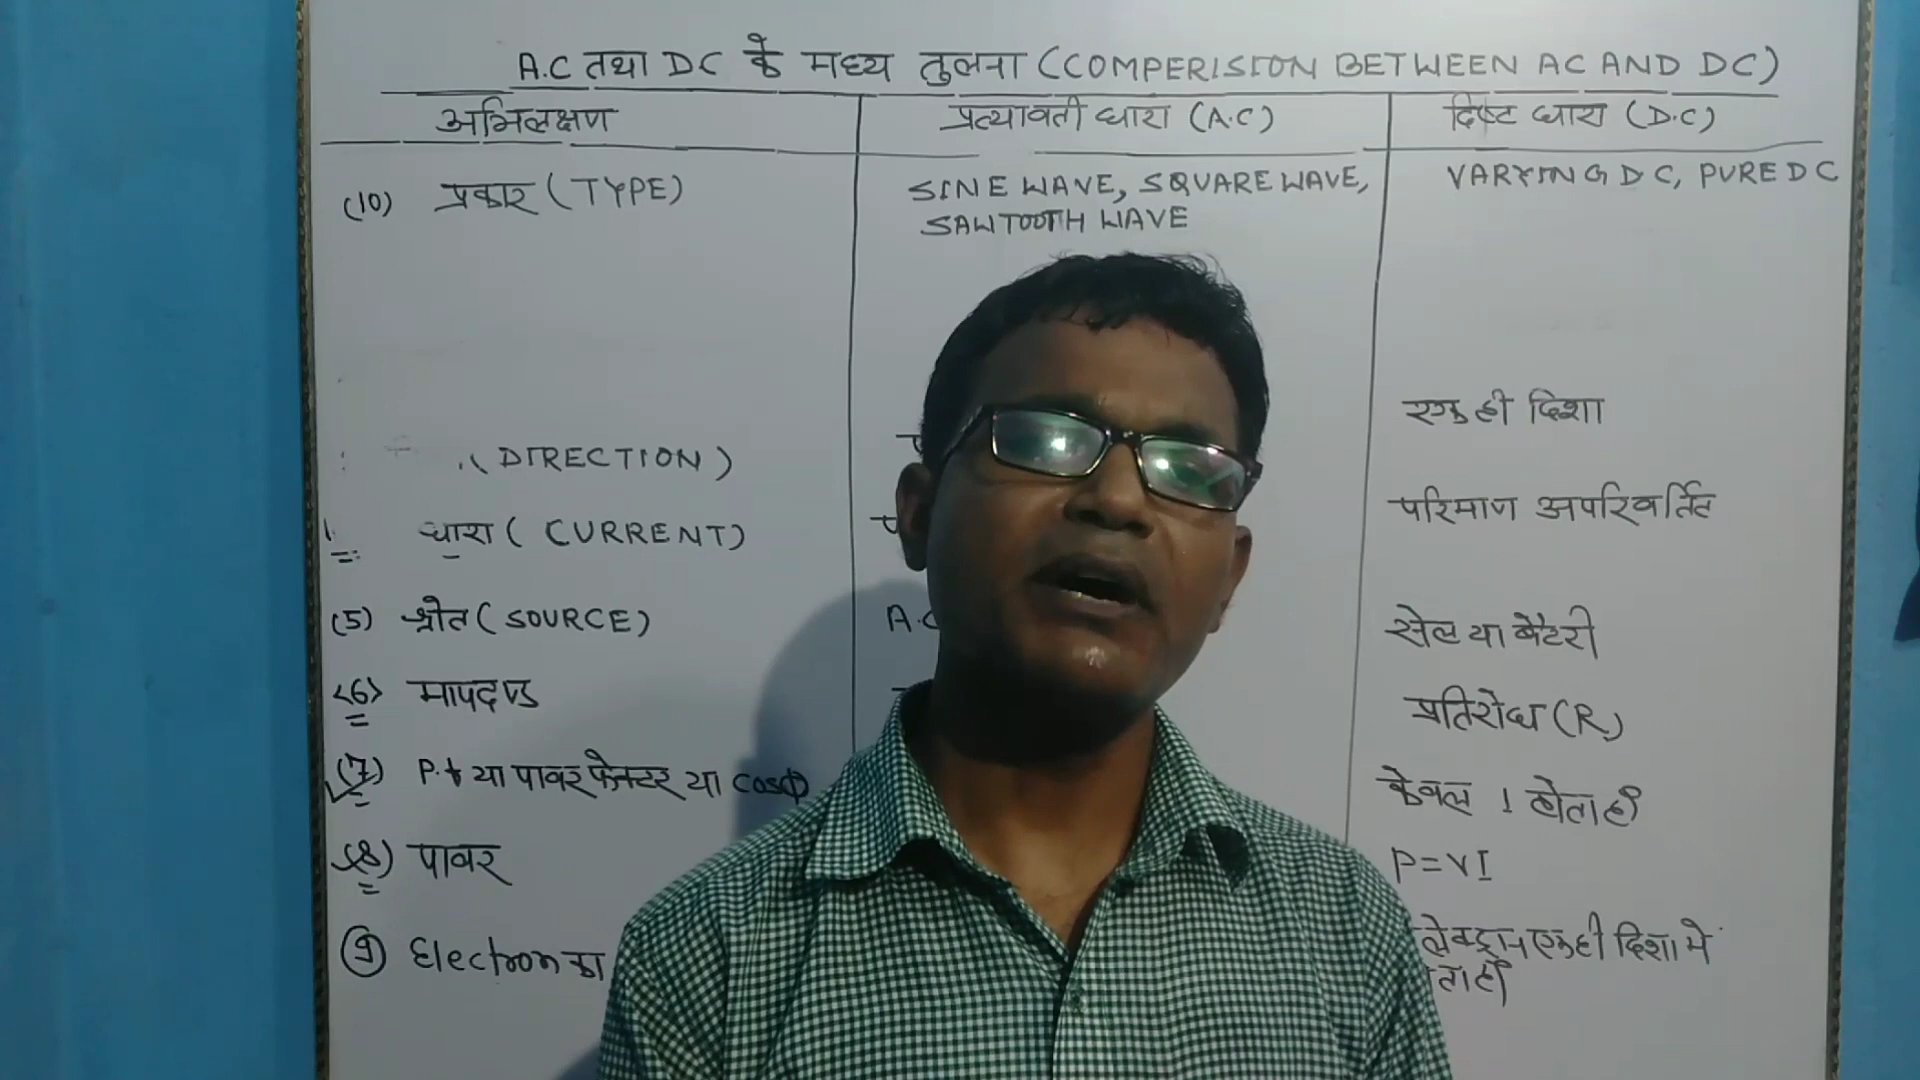 A.C तथा DC के मध्य तुलना (COMPERISION BETWEEN AC AND DC)
अभिलक्षण प्रत्यावर्ती धारा (A.C) दिष्ट धारा (D.C)
(10) प्रकार (TYPE) SINE WAVE, SQUARE WAVE, VARYING DC, PURE DC
SAWTOOTH WAVE
एक ही दिशा
(DIRECTION)
परिमाण अपरिवर्तित
धारा (CURRENT)
(5) श्रोत (SOURCE) A.C सेल या बैटरी
(6) मापदण्ड प्रतिरोध (R)
(7) P.f या पावर फेक्टर या cosΦ केवल 1 होता है
(8) पावर P=VI
(9) Electron का एक ही दिशा मे